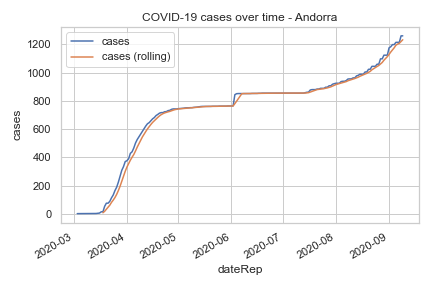 COVID-19 cases over time - Andorra
cases
cases (rolling)
1200
1000
800
600
400
200
0
cases
2020-03
2020-04
2020-05
2020-06
2020-07
2020-08
2020-09
dateRep